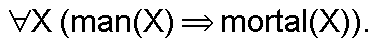 ∀X (man(X) ⟹ mortal(X)).